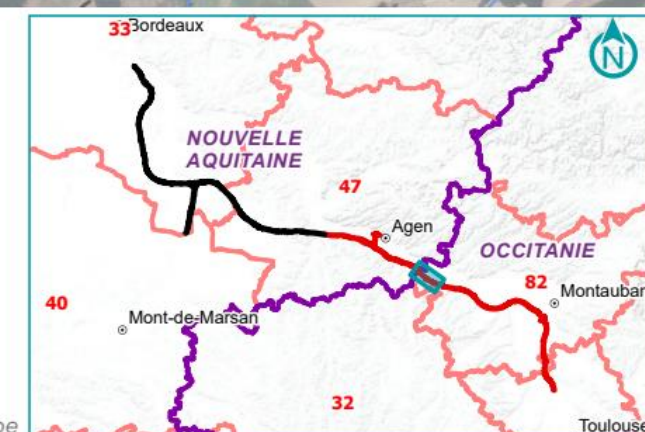 33
Bordeaux
N
NOUVELLE
AQUITAINE
47
Agen
OCCITANIE
82
Montauban
40
Mont-de-Marsan
32
Toulouse